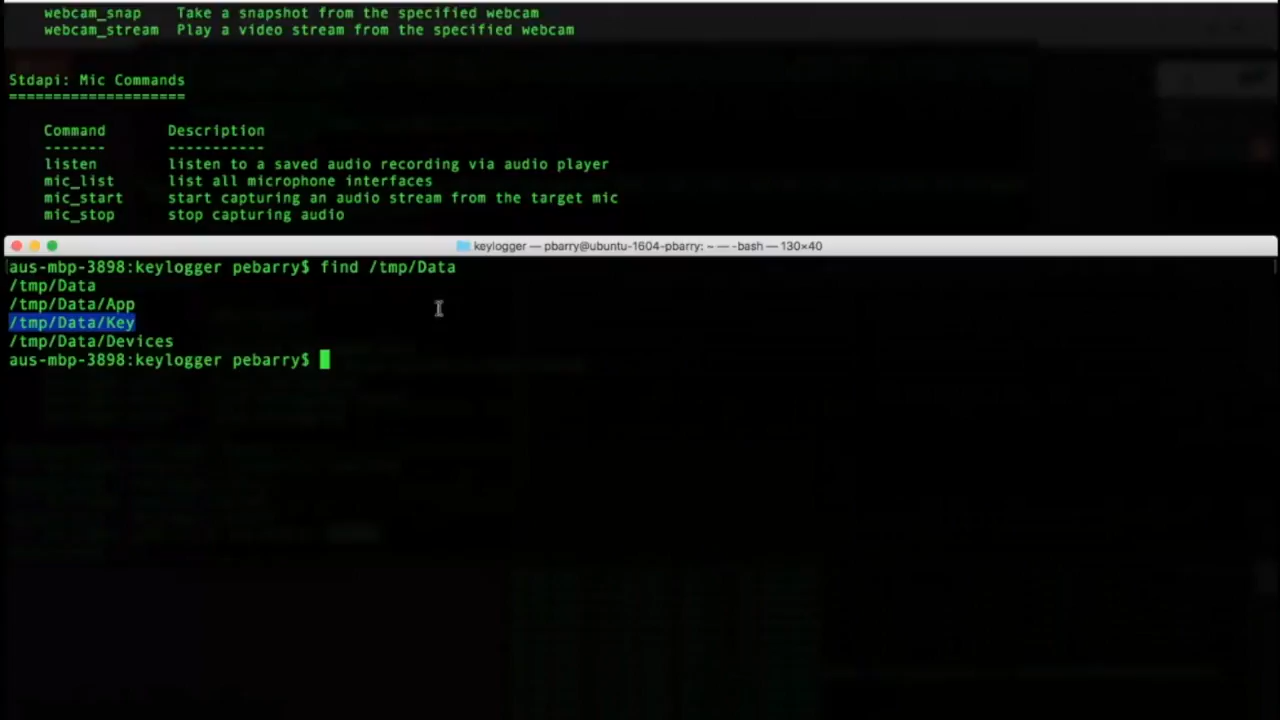 webcam_snap    Take a snapshot from the specified webcam
webcam_stream  Play a video stream from the specified webcam
Stdapi: Mic Commands
====================
Command       Description
-------       -----------
listen        listen to a saved audio recording via audio player
mic_list      list all microphone interfaces
mic_start     start capturing an audio stream from the target mic
mic_stop      stop capturing audio
keylogger — pbarry@ubuntu-1604-pbarry: ~ — -bash — 130×40
aus-mbp-3898:keylogger pebarry$ find /tmp/Data
/tmp/Data
/tmp/Data/App
/tmp/Data/Key
/tmp/Data/Devices
aus-mbp-3898:keylogger pebarry$